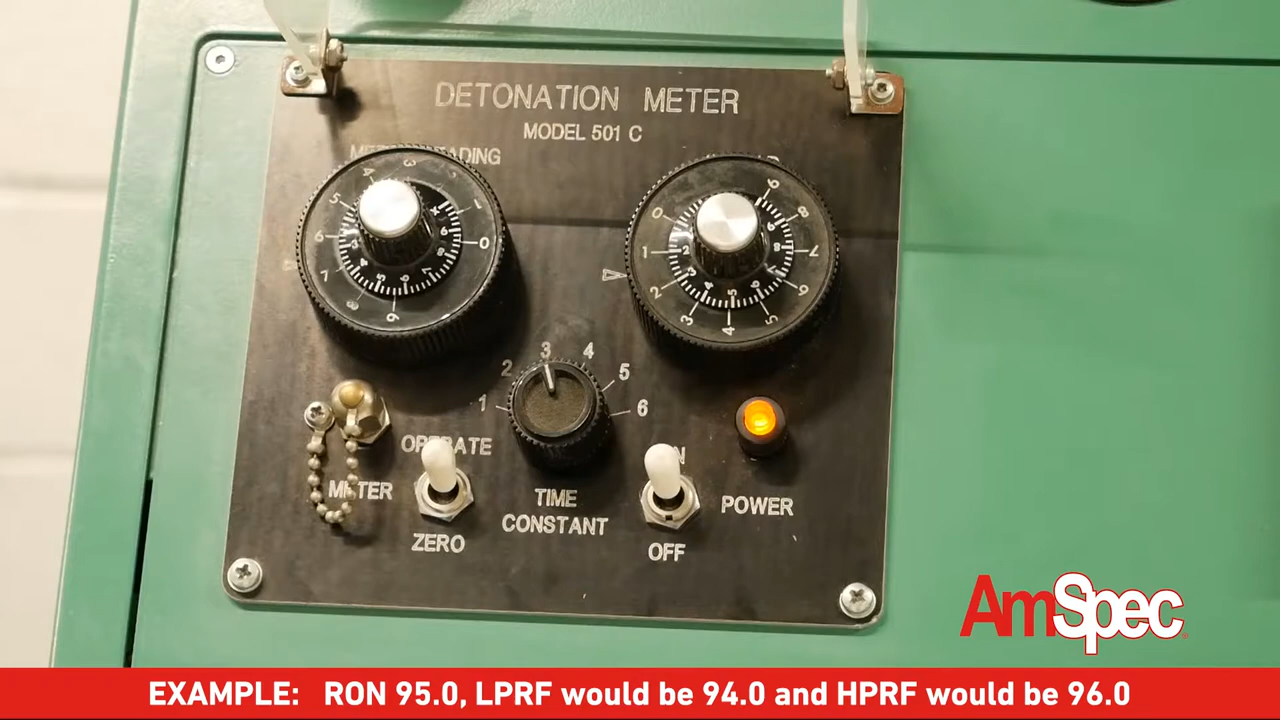 DETONATION METER
MODEL 501 C
1 2 3 4 5 6
OPERATE
METER
TIME
CONSTANT
ZERO
ON
OFF
POWER
AmSpec
EXAMPLE: RON 95.0, LPRF would be 94.0 and HPRF would be 96.0